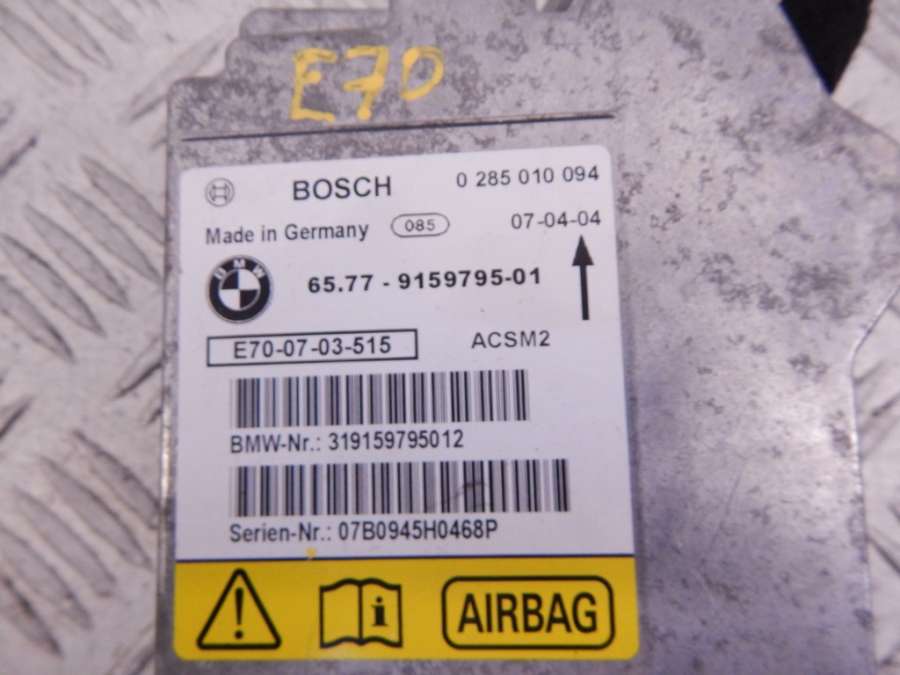 E70
BOSCH 0 285 010 094
Made in Germany 085 07-04-04
BMW 65.77 - 9159795-01
E70-07-03-515 ACSM2
BMW-Nr.: 319159795012
Serien-Nr.: 07B0945H0468P
AIRBAG